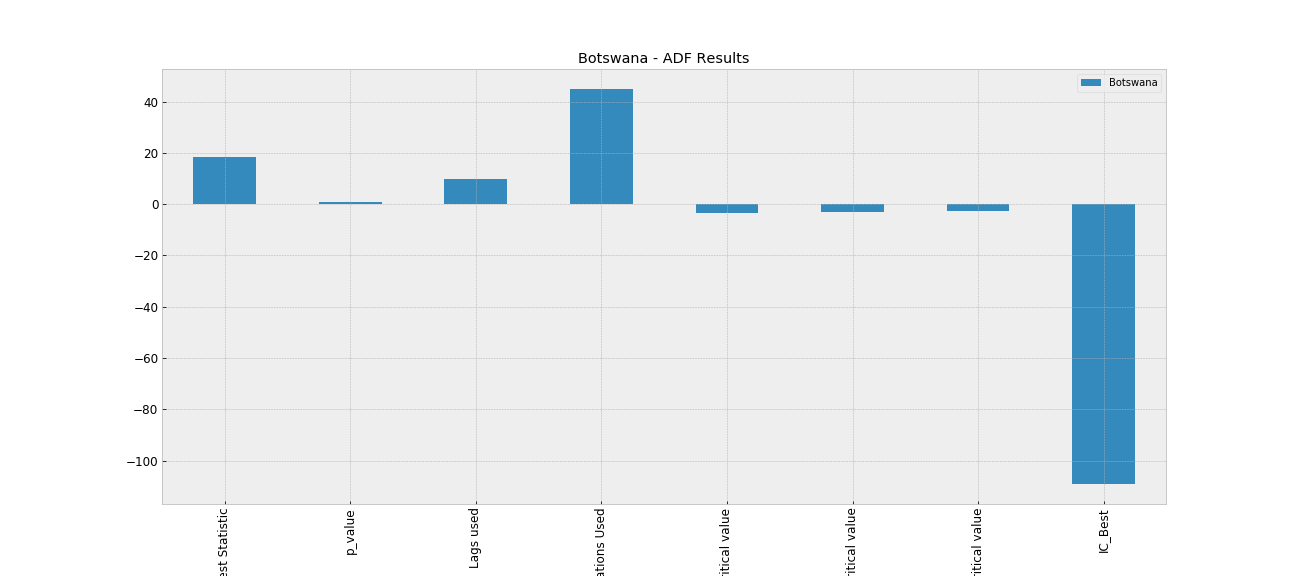 Botswana - ADF Results
Botswana
40
20
0
−20
−40
−60
−80
−100
est Statistic
p_value
Lags used
ations Used
ritical value
ritical value
ritical value
IC_Best